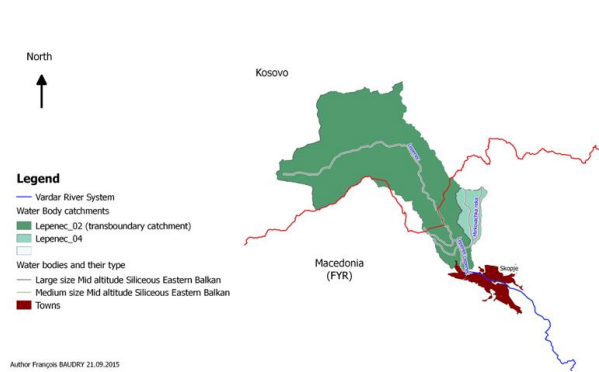 North
Kosovo
Legend
Vardar River System
Water Body catchments
Lepenec_02 (transboundary catchment)
Lepenec_04
Water bodies and their type
Large size Mid altitude Siliceous Eastern Balkan
Medium size Mid altitude Siliceous Eastern Balkan
Towns
Lepenec
Macedonia
(FYR)
Skopje
Author François BAUDRY 21.09.2015